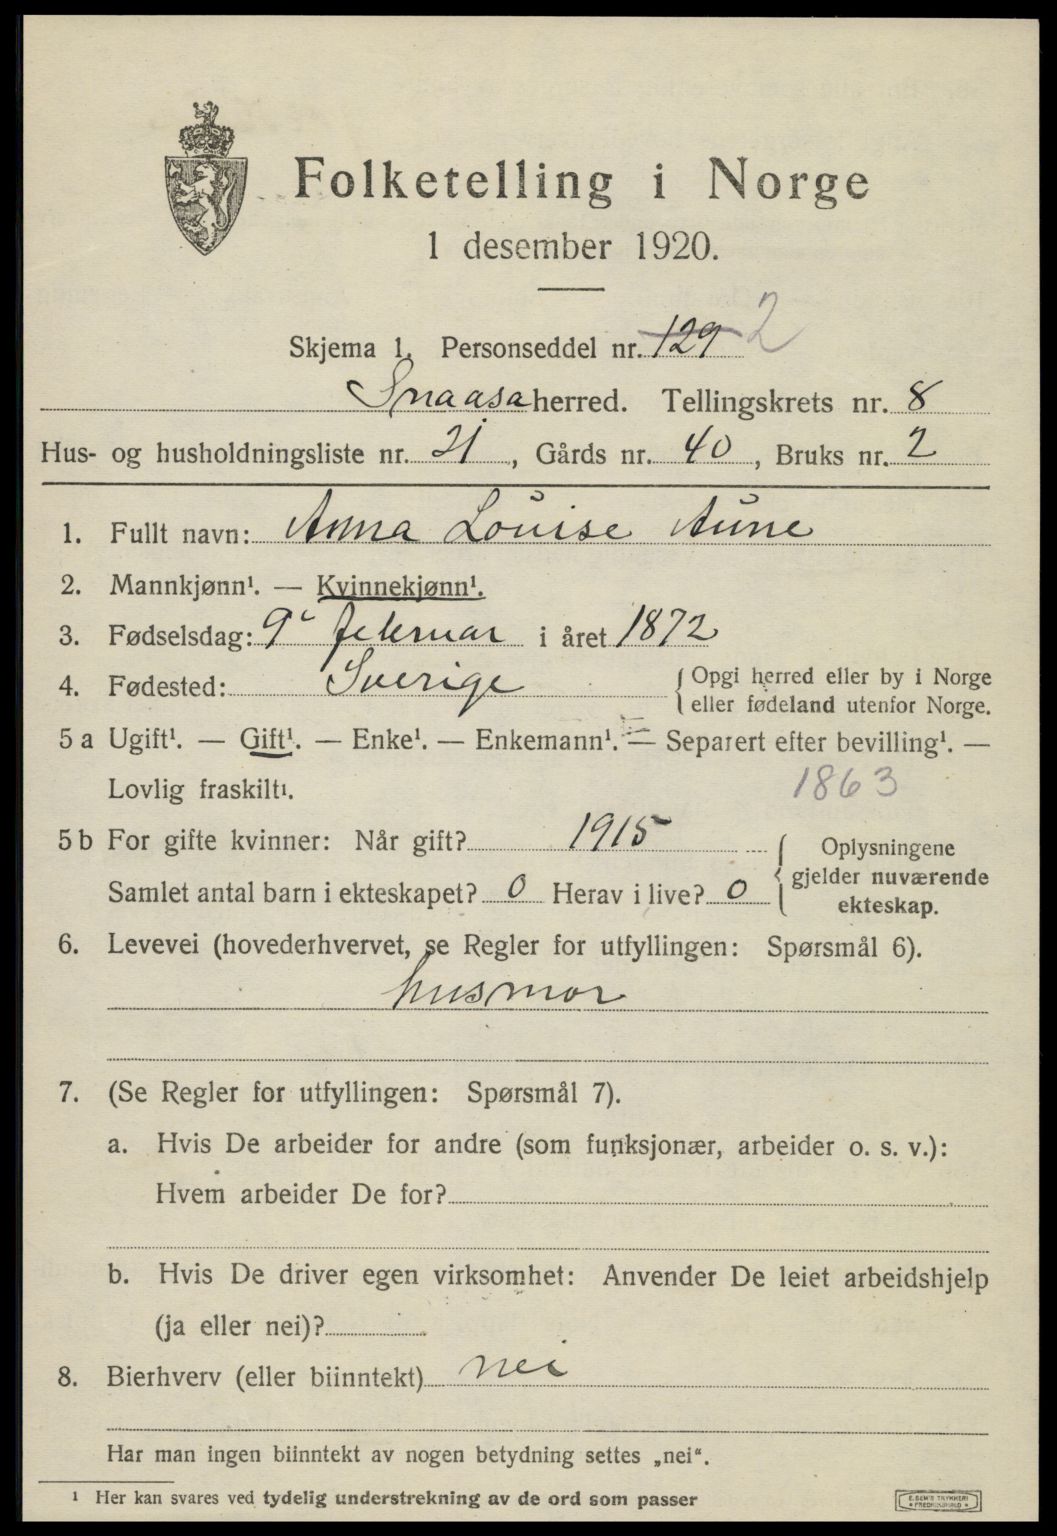 Folketelling i Norge
1 desember 1920.
Skjema 1. Personseddel nr. 129 2
Snaasa herred. Tellingskrets nr. 8
Hus- og husholdningsliste nr. 21, Gårds nr. 40, Bruks nr. 2
1. Fullt navn: Anna Louise Aune
2. Mannkjønn¹. — Kvinnekjønn¹.
3. Fødselsdag: 9de februar i året 1872
4. Fødested: Sverige { Opgi herred eller by i Norge
eller fødeland utenfor Norge.
5 a Ugift¹. — Gift¹. — Enke¹. — Enkemann¹. — Separert efter bevilling¹. —
Lovlig fraskilt¹. 1863
5 b For gifte kvinner: Når gift? 1915 { Oplysningene
gjelder nuværende
Samlet antal barn i ekteskapet? 0 Herav i live? 0
ekteskap.
6. Levevei (hovederhvervet, se Regler for utfyllingen: Spørsmål 6).
husmor
7. (Se Regler for utfyllingen: Spørsmål 7).
a. Hvis De arbeider for andre (som funksjonær, arbeider o. s. v.):
Hvem arbeider De for?
b. Hvis De driver egen virksomhet: Anvender De leiet arbeidshjelp
(ja eller nei)?
8. Bierhverv (eller biinntekt) nei
Har man ingen biinntekt av nogen betydning settes „nei“.
¹ Her kan svares ved tydelig understrekning av de ord som passer
E. SEM'S TRYKKERI
FREDRIKSHALD